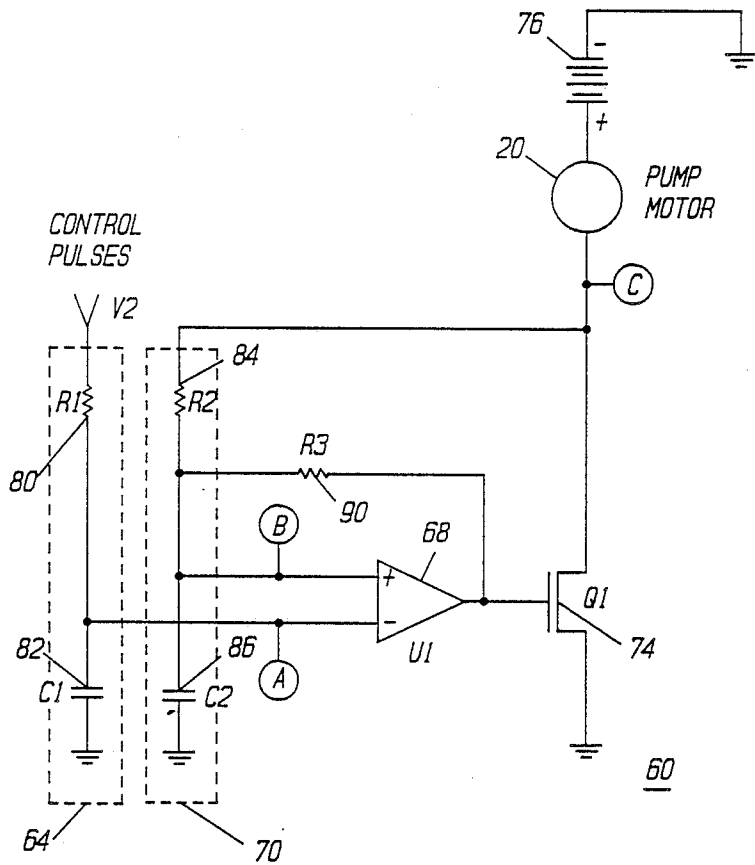 76
-
+
20
PUMP
MOTOR
C
CONTROL
PULSES
V2
84
R1
R2
R3
80
90
B
68
+
-
U1
Q1
74
82
C1
86
C2
A
60
64
70